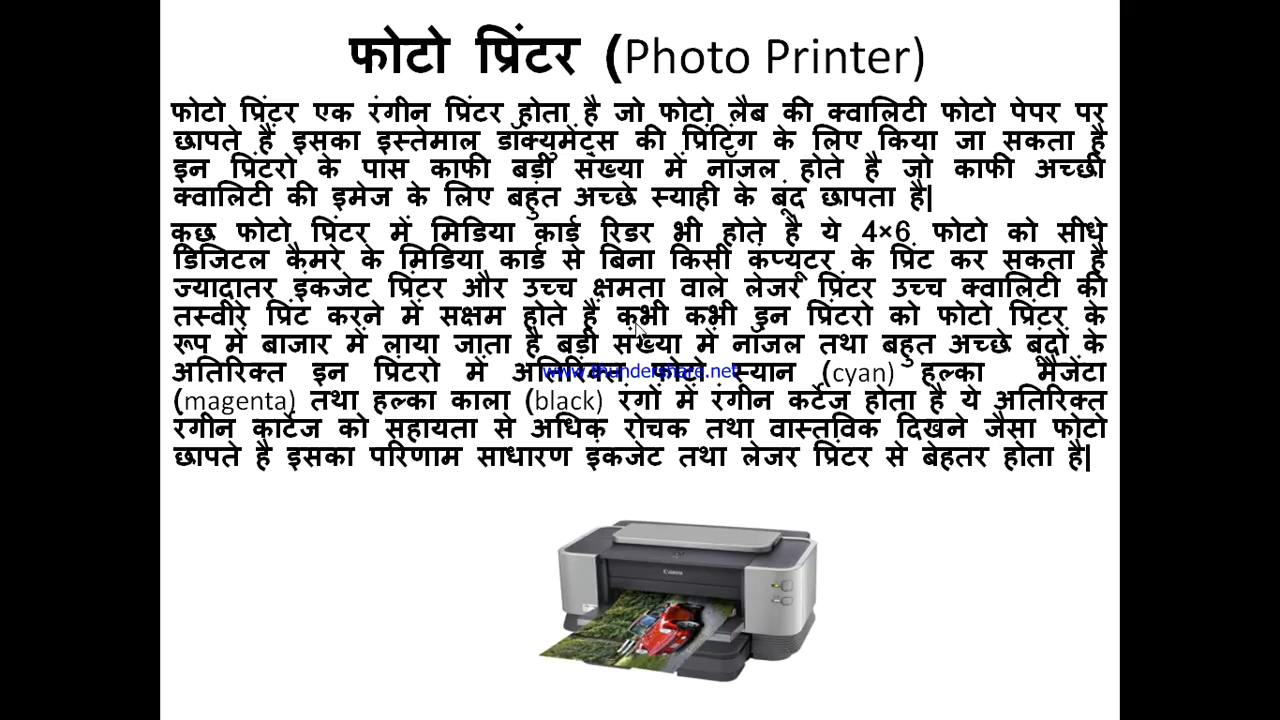 फोटो प्रिंटर (Photo Printer)
फोटो प्रिंटर एक रंगीन प्रिंटर होता है जो फोटो लैब की क्वालिटी फोटो पेपर पर
छापते हैं इसका इस्तेमाल डॉक्युमेंट्स की प्रिंटिंग के लिए किया जा सकता है
इन प्रिंटरो के पास काफी बड़ी संख्या में नॉजल होते है जो काफी अच्छी
क्वालिटी की इमेज के लिए बहुत अच्छे स्याही के बूंद छापता है|
कुछ फोटो प्रिंटर में मिडिया कार्ड रिडर भी होते है ये 4×6 फोटो को सीधे
डिजिटल कैमरे के मिडिया कार्ड से बिना किसी कंप्यूटर के प्रिंट कर सकता है
ज्यादातर इंकजेट प्रिंटर और उच्च क्षमता वाले लेजर प्रिंटर उच्च क्वालिटी की
तस्वीरे प्रिंट करने में सक्षम होते हैं कभी कभी इन प्रिंटरो को फोटो प्रिंटर के
रूप में बाजार में लाया जाता है बड़ी संख्या में नॉजल तथा बहुत अच्छे बूंदों के
अतिरिक्त इन प्रिंटरो में अतिरिक्त फोटो स्यान (cyan) हल्का मैजेंटा
(magenta) तथा हल्का काला (black) रंगों में रंगीन कर्टेज होता है ये अतिरिक्त
रंगीन कार्टेज को सहायता से अधिक रोचक तथा वास्तविक दिखने जैसा फोटो
छापते है इसका परिणाम साधारण इंकजेट तथा लेजर प्रिंटर से बेहतर होता है|
www.thundershare.net
Canon